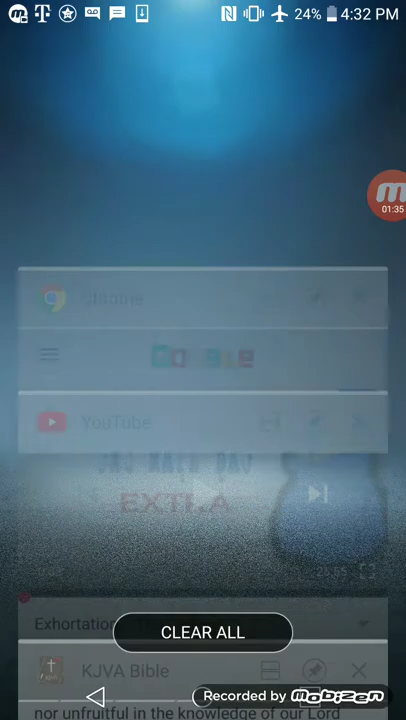 24% 4:32 PM
01:35
Chrome
Google
YouTube
EXTRA
Exhortation
CLEAR ALL
KJVA Bible
Recorded by mobizen
nor unfruitful in the knowledge of our Lord